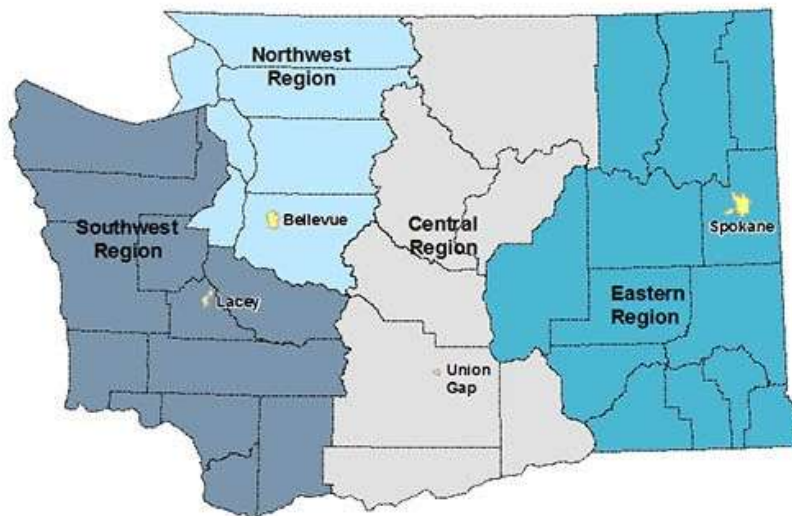 Northwest
Region
Bellevue
Southwest
Region
Central
Region
Spokane
Lacey
Eastern
Region
Union
Gap